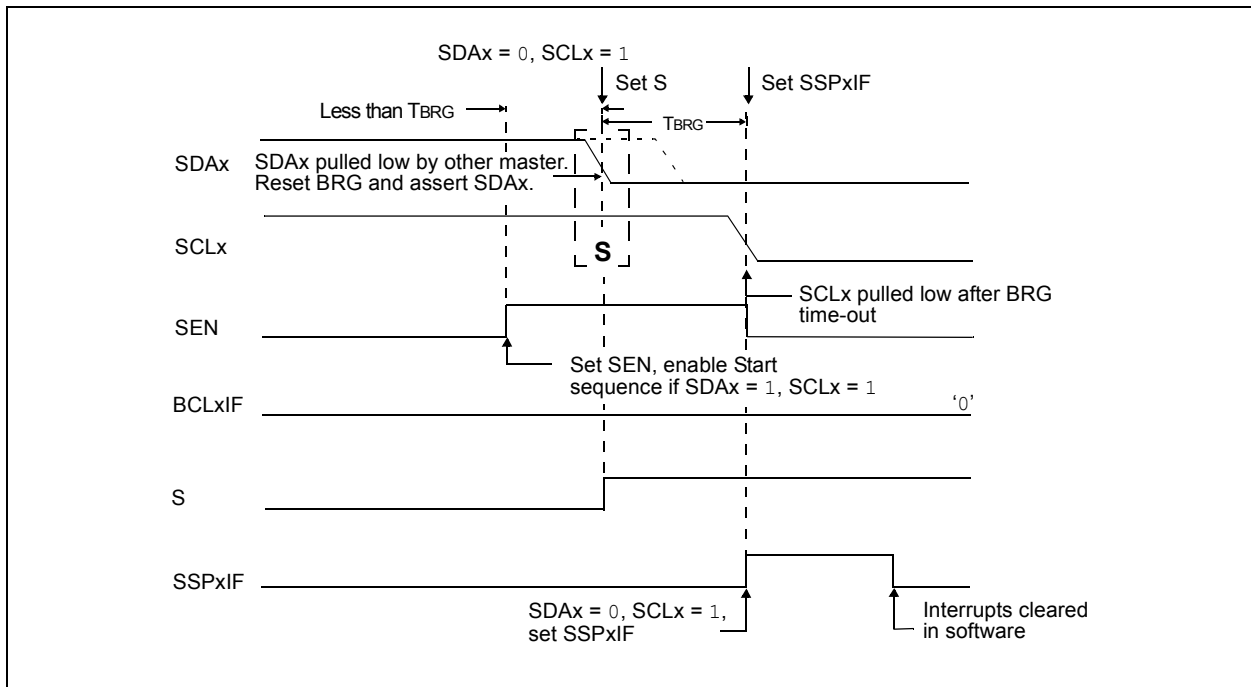 SDAx = 0, SCLx = 1
Set S
Set SSPxIF
Less than TBRG
TBRG
SDAx
SDAx pulled low by other master.
Reset BRG and assert SDAx.
SCLx
S
SCLx pulled low after BRG
time-out
SEN
Set SEN, enable Start
sequence if SDAx = 1, SCLx = 1
BCLxIF
‘0’
S
SSPxIF
SDAx = 0, SCLx = 1,
set SSPxIF
Interrupts cleared
in software